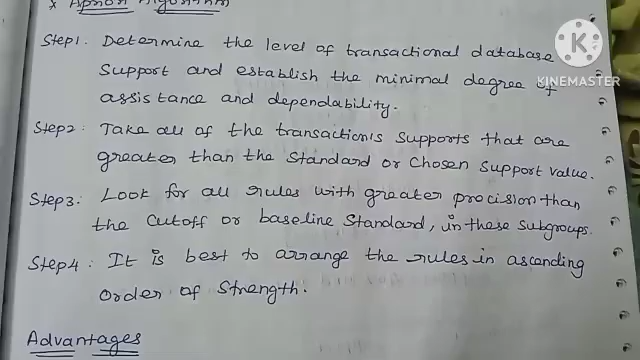 * Apriori Algorithm
Step1. Determine the level of transactional database
support and establish the minimal degree of
assistance and dependability.
Step2: Take all of the transaction's supports that are
greater than the standard or chosen support value.
Step3: Look for all rules with greater procision than
the cutoff or baseline standard, in these subgroups.
Step4: It is best to arrange the rules in ascending
order of strength.
Advantages
KINEMASTER